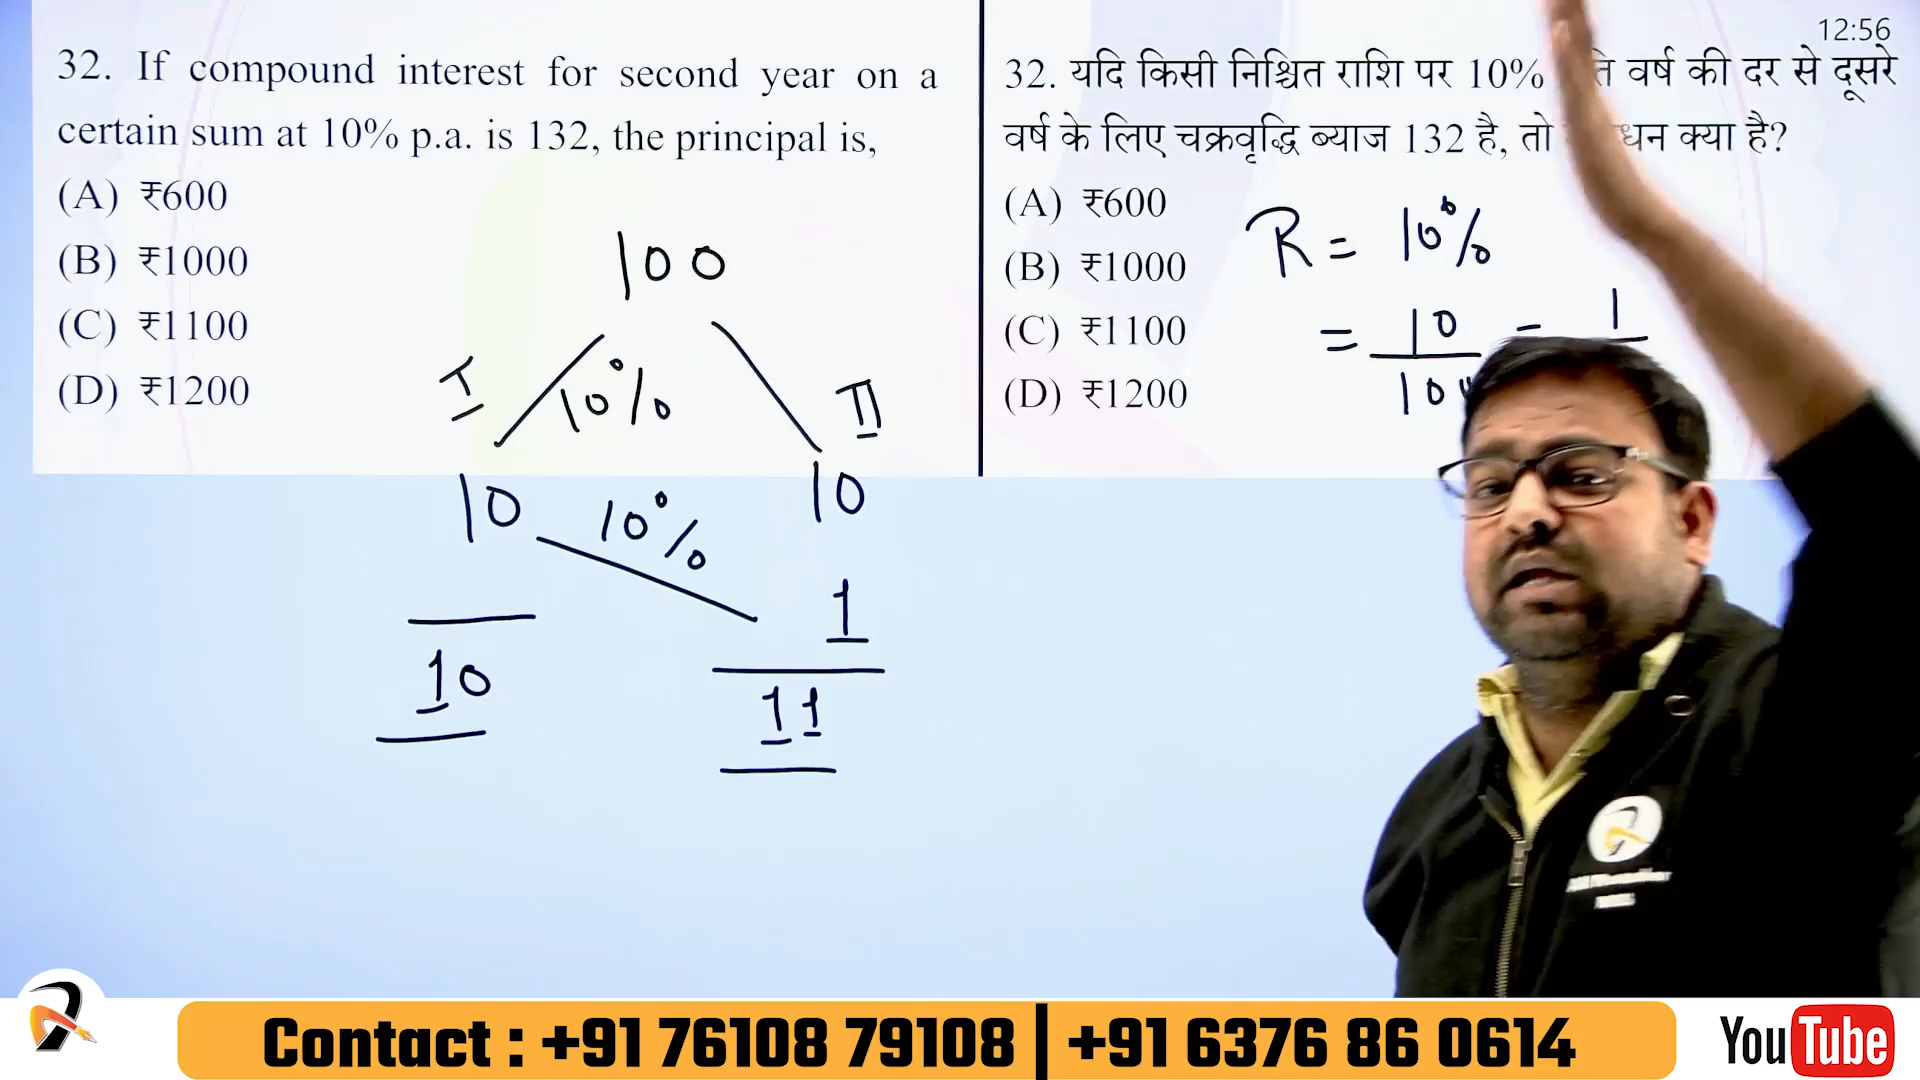 12:56
32. If compound interest for second year on a
certain sum at 10% p.a. is 132, the principal is,
(A) ₹600
(B) ₹1000
(C) ₹1100
(D) ₹1200
100
I
10%
II
10
10%
10
1
10
11
32. यदि किसी निश्चित राशि पर 10% वर्ष की दर से दूसरे
वर्ष के लिए चक्रवृद्धि ब्याज 132 है, तो क्या है?
(A) ₹600
(B) ₹1000
(C) ₹1100
(D) ₹1200
R = 10%
= 10 = 1
Contact : +91 76108 79108 | +91 6376 86 0614
YouTube